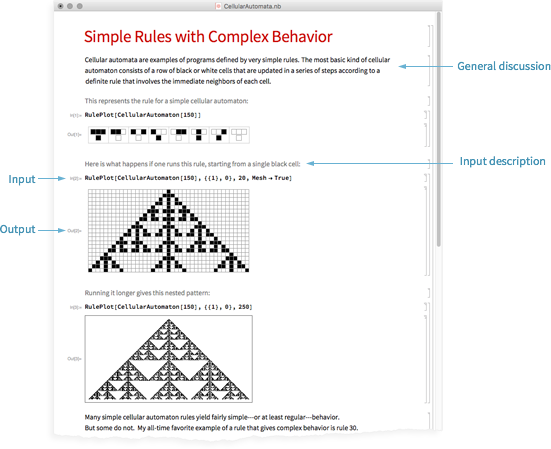 CellularAutomata.nb
Simple Rules with Complex Behavior
Cellular automata are examples of programs defined by very simple rules. The most basic kind of cellular
automaton consists of a row of black or white cells that are updated in a series of steps according to a
definite rule that involves the immediate neighbors of each cell.
General discussion
This represents the rule for a simple cellular automaton:
In[1]:= RulePlot[CellularAutomaton[150]]
Out[1]=
Here is what happens if one runs this rule, starting from a single black cell:
Input description
Input
In[2]:= RulePlot[CellularAutomaton[150], {{1}, 0}, 20, Mesh → True]
Output
Out[2]=
Running it longer gives this nested pattern:
In[3]:= RulePlot[CellularAutomaton[150], {{1}, 0}, 250]
Out[3]=
Many simple cellular automaton rules yield fairly simple---or at least regular---behavior.
But some do not. My all-time favorite example of a rule that gives complex behavior is rule 30.